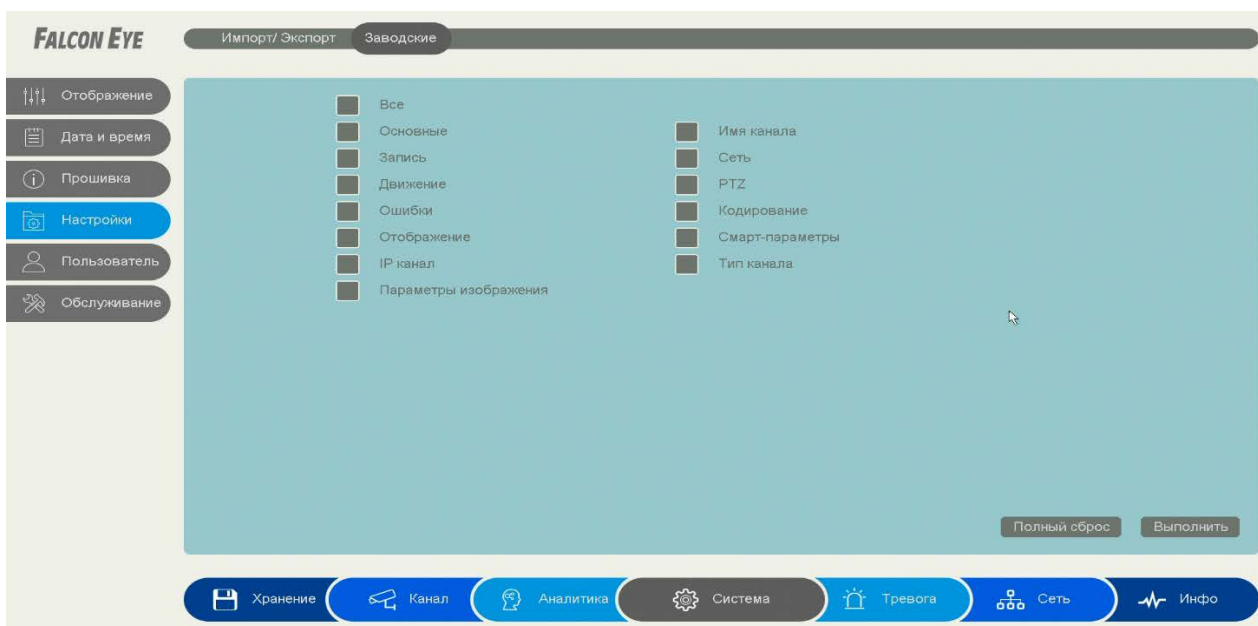 FALCON EYE
Импорт/ Экспорт Заводские
Отображение
Дата и время
Прошивка
Настройки
Пользователь
Обслуживание
Все
Основные Имя канала
Запись Сеть
Движение PTZ
Ошибки Кодирование
Отображение Смарт-параметры
IP канал Тип канала
Параметры изображения
Полный сброс Выполнить
Хранение Канал Аналитика Система Тревога Сеть Инфо